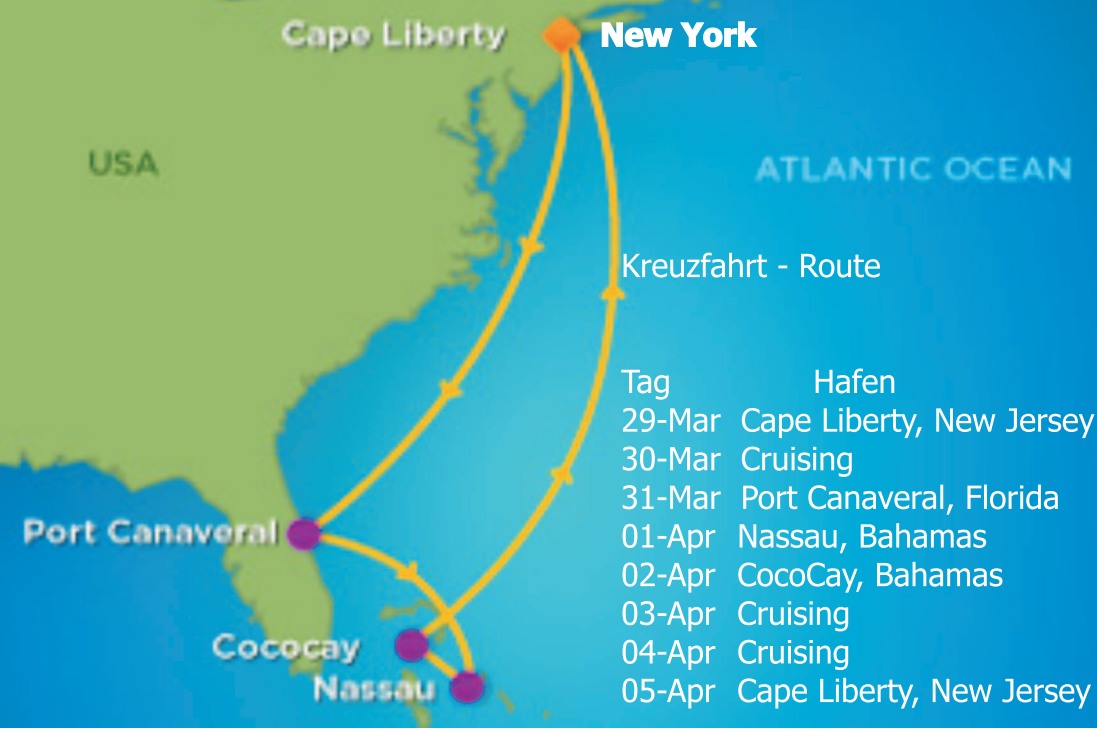 Cape Liberty New York
USA
ATLANTIC OCEAN
Kreuzfahrt - Route
Tag Hafen
29-Mar Cape Liberty, New Jersey
30-Mar Cruising
31-Mar Port Canaveral, Florida
Port Canaveral
01-Apr Nassau, Bahamas
02-Apr CocoCay, Bahamas
03-Apr Cruising
Cococay
04-Apr Cruising
Nassau
05-Apr Cape Liberty, New Jersey